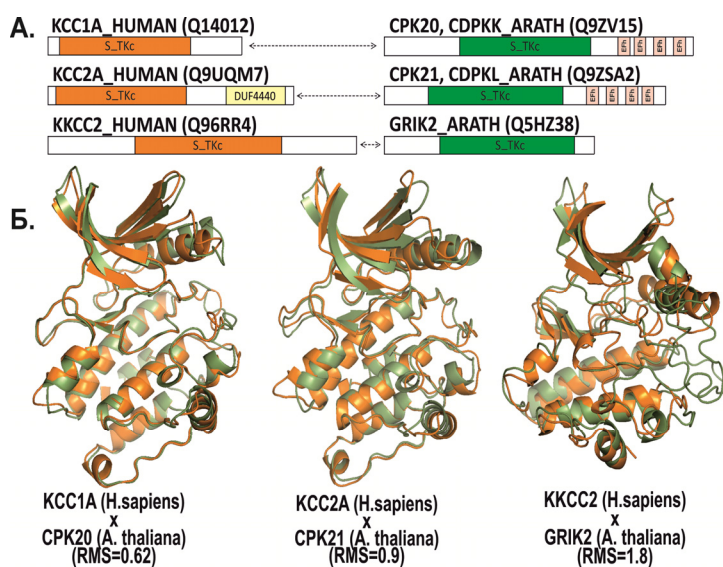 А.
KCC1A_HUMAN (Q14012)
CPK20, CDPKK_ARATH (Q9ZV15)
S_TKc
S_TKc
EFh
EFh
EFh
EFh
KCC2A_HUMAN (Q9UQM7)
CPK21, CDPKL_ARATH (Q9ZSA2)
S_TKc
DUF4440
S_TKc
EFh
EFh
EFh
EFh
KKCC2_HUMAN (Q96RR4)
GRIK2_ARATH (Q5HZ38)
S_TKc
S_TKc
Б.
KCC1A (H.sapiens)
x
CPK20 (A. thaliana)
(RMS=0.62)
KCC2A (H.sapiens)
x
CPK21 (A. thaliana)
(RMS=0.9)
KKCC2 (H.sapiens)
x
GRIK2 (A. thaliana)
(RMS=1.8)